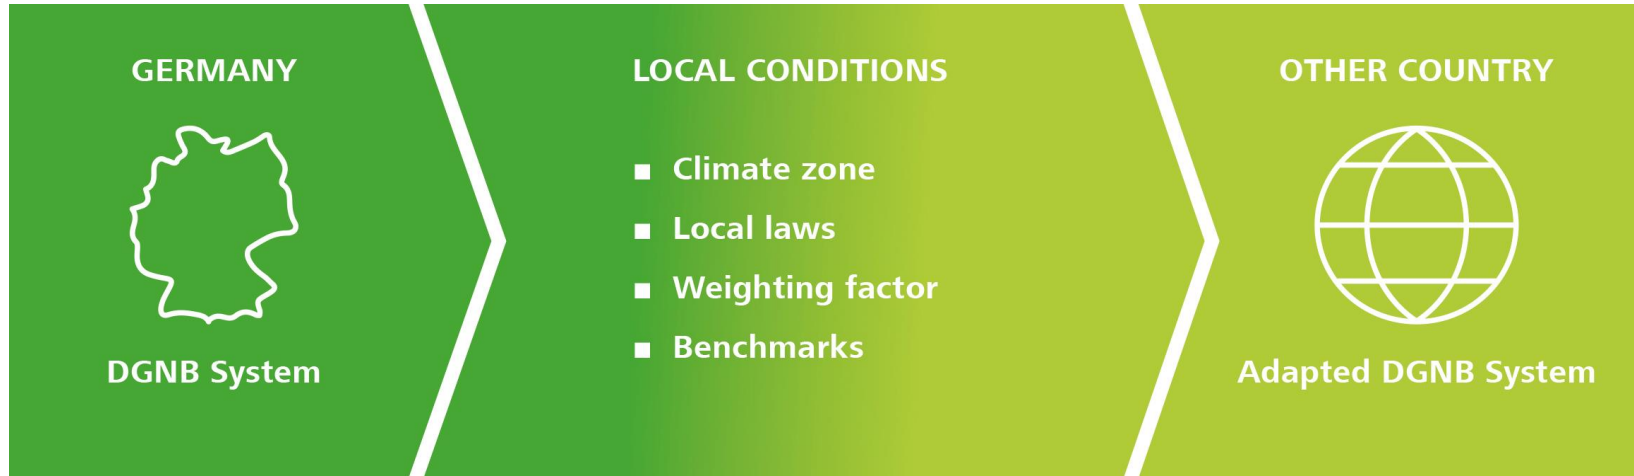 GERMANY
DGNB System
LOCAL CONDITIONS
■ Climate zone
■ Local laws
■ Weighting factor
■ Benchmarks
OTHER COUNTRY
Adapted DGNB System